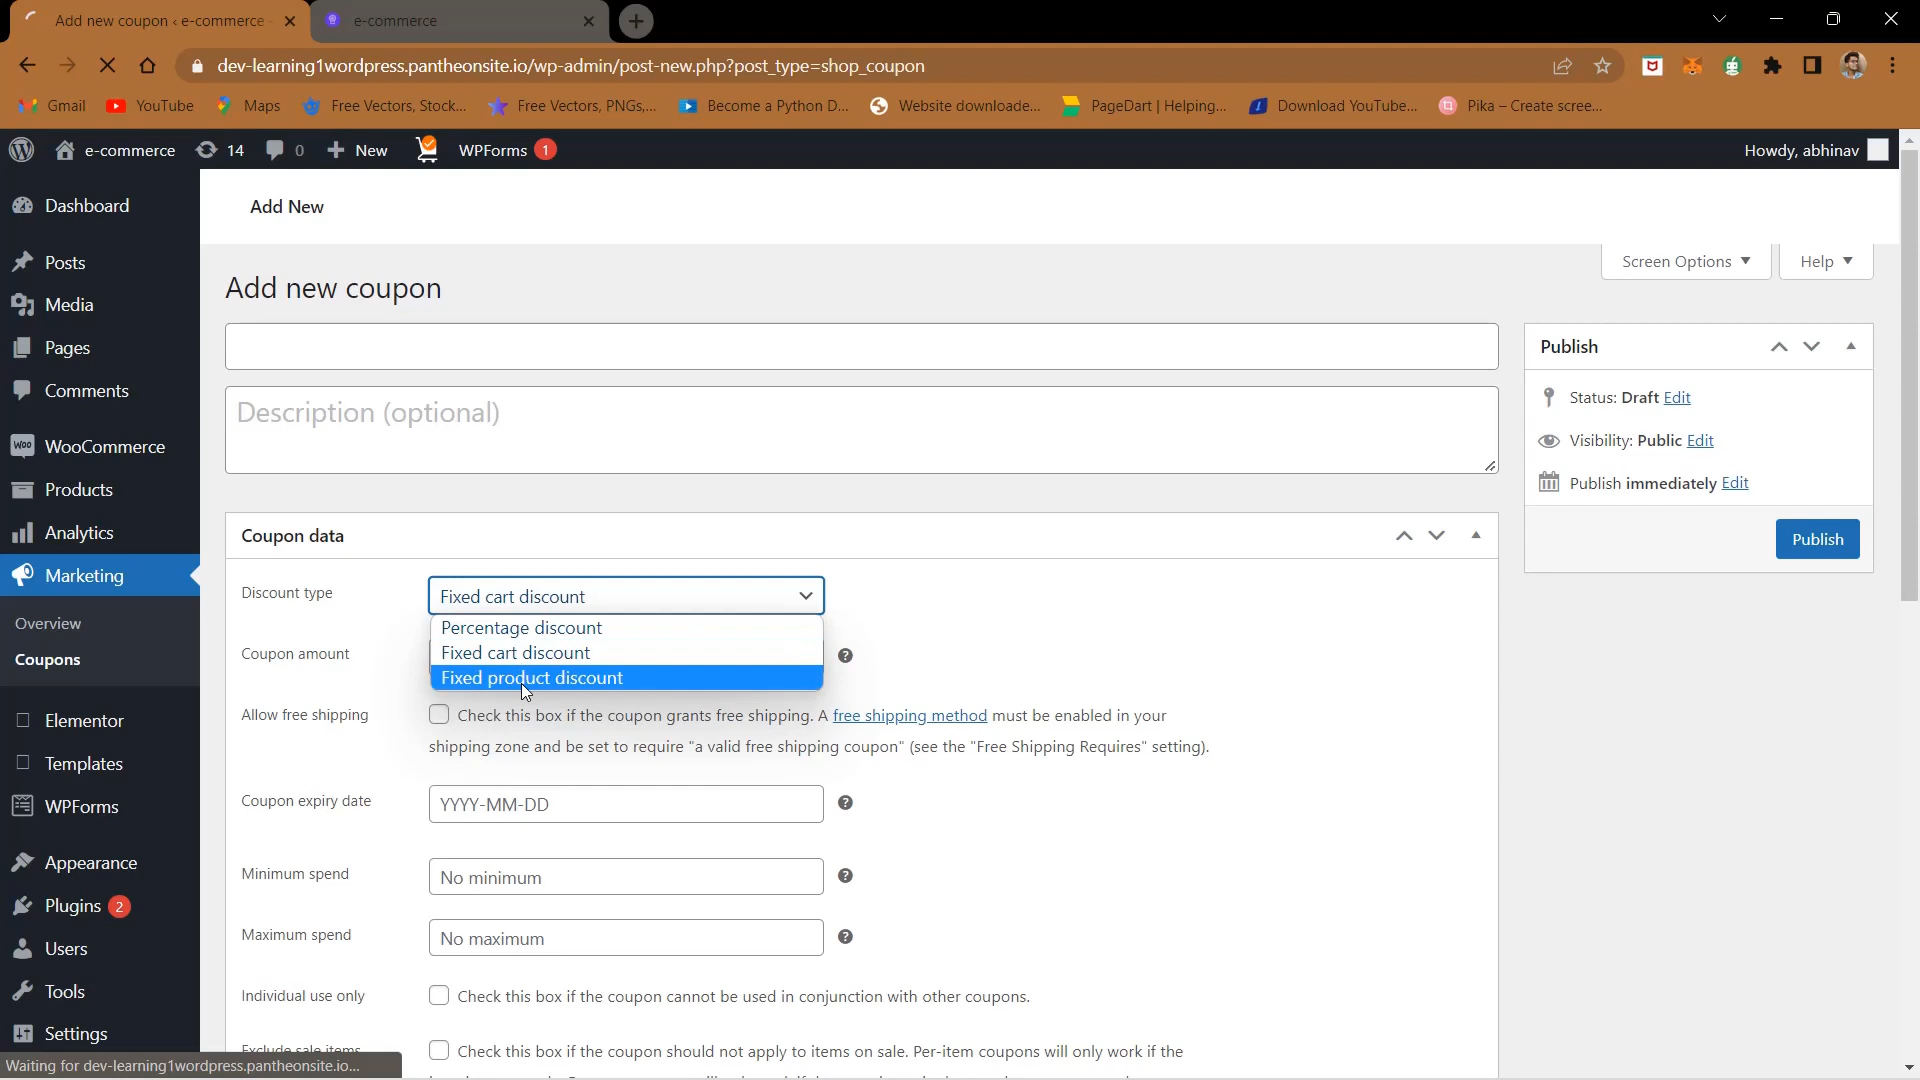 Add new coupon ‹ e-commerce
e-commerce
dev-learning1wordpress.pantheonsite.io/wp-admin/post-new.php?post_type=shop_coupon
Gmail
YouTube
Maps
Free Vectors, Stock...
Free Vectors, PNGs,...
Become a Python D...
Website downloade...
PageDart | Helping...
Download YouTube...
Pika – Create scree...
e-commerce
14
0
New
WPForms 1
Howdy, abhinav
Dashboard
Posts
Media
Pages
Comments
Woo WooCommerce
Products
Analytics
Marketing
Overview
Coupons
Elementor
Templates
WPForms
Appearance
Plugins 2
Users
Tools
Settings
Waiting for dev-learning1wordpress.pantheonsite.io...
Add New
Screen Options
Help
Add new coupon
Description (optional)
Coupon data
Discount type
Fixed cart discount
Percentage discount
Fixed cart discount
Fixed product discount
Coupon amount
Allow free shipping
Check this box if the coupon grants free shipping. A free shipping method must be enabled in your
shipping zone and be set to require "a valid free shipping coupon" (see the "Free Shipping Requires" setting).
Coupon expiry date
YYYY-MM-DD
Minimum spend
No minimum
Maximum spend
No maximum
Individual use only
Check this box if the coupon cannot be used in conjunction with other coupons.
Exclude sale items
Check this box if the coupon should not apply to items on sale. Per-item coupons will only work if the
Publish
Status: Draft Edit
Visibility: Public Edit
Publish immediately Edit
Publish